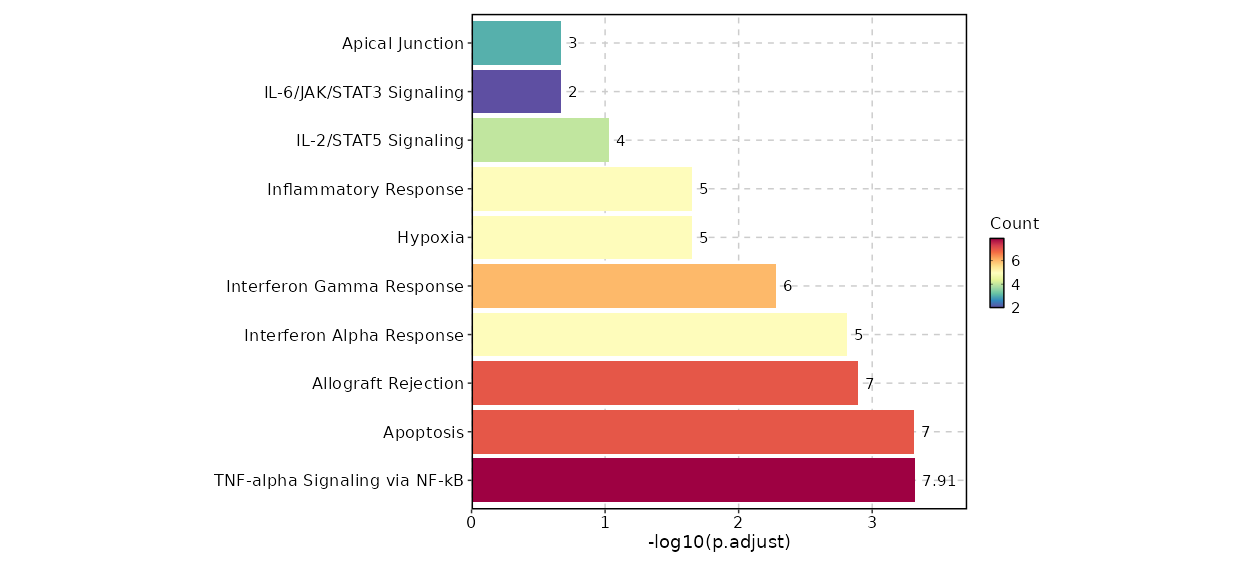 Apical Junction 3
IL-6/JAK/STAT3 Signaling 2
IL-2/STAT5 Signaling 4
Inflammatory Response 5
Hypoxia 5
Interferon Gamma Response 6
Interferon Alpha Response 5
Allograft Rejection 7
Apoptosis 7
TNF-alpha Signaling via NF-kB 7.91
0 1 2 3
-log10(p.adjust)
Count
6
4
2